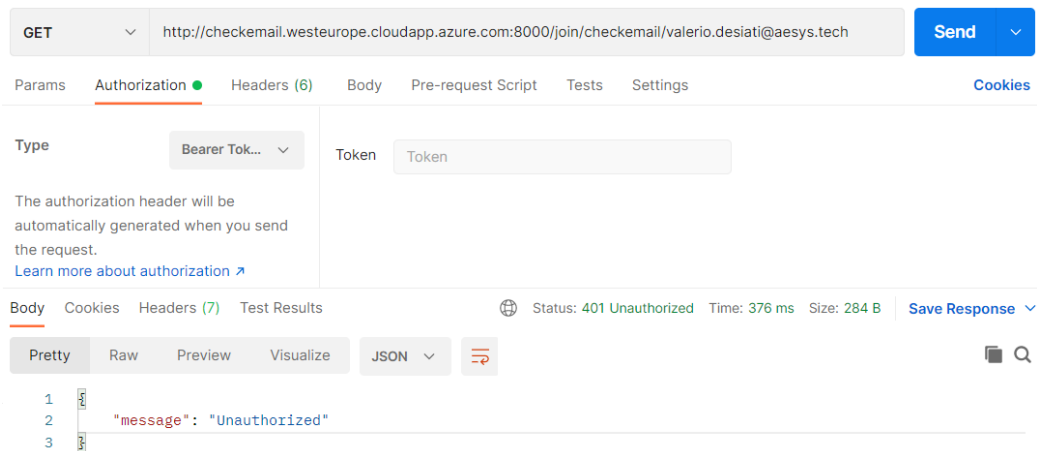 GET http://checkemail.westeurope.cloudapp.azure.com:8000/join/checkemail/valerio.desiati@aesys.tech Send
Params Authorization Headers (6) Body Pre-request Script Tests Settings Cookies
Type Bearer Tok... Token Token
The authorization header will be
automatically generated when you send
the request.
Learn more about authorization ↗
Body Cookies Headers (7) Test Results Status: 401 Unauthorized Time: 376 ms Size: 284 B Save Response
Pretty Raw Preview Visualize JSON
1 {
2 "message": "Unauthorized"
3 }